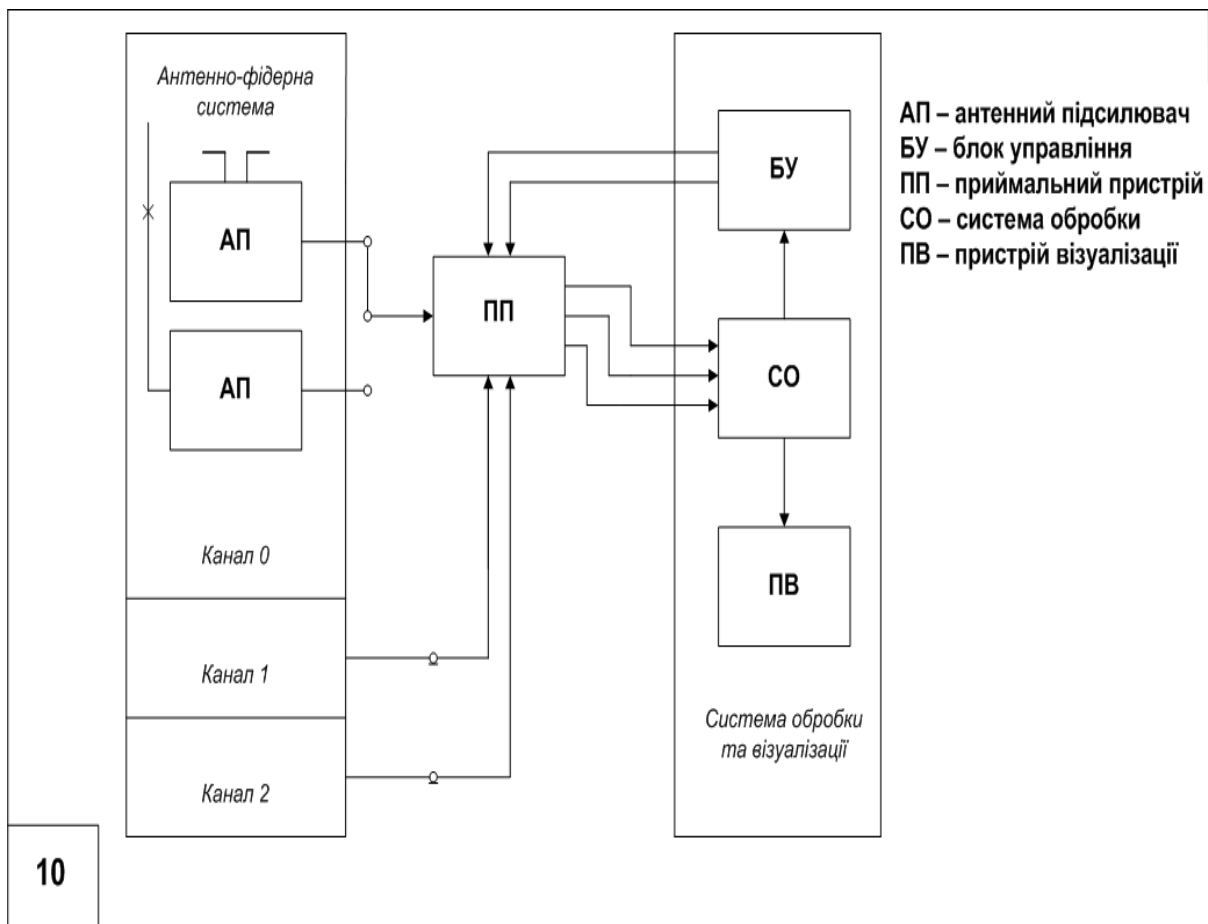 Антенно-фідерна
система
АП
АП
Канал 0
Канал 1
Канал 2
ПП
БУ
СО
ПВ
Система обробки
та візуалізації
АП – антенний підсилювач
БУ – блок управління
ПП – приймальний пристрій
СО – система обробки
ПВ – пристрій візуалізації
10